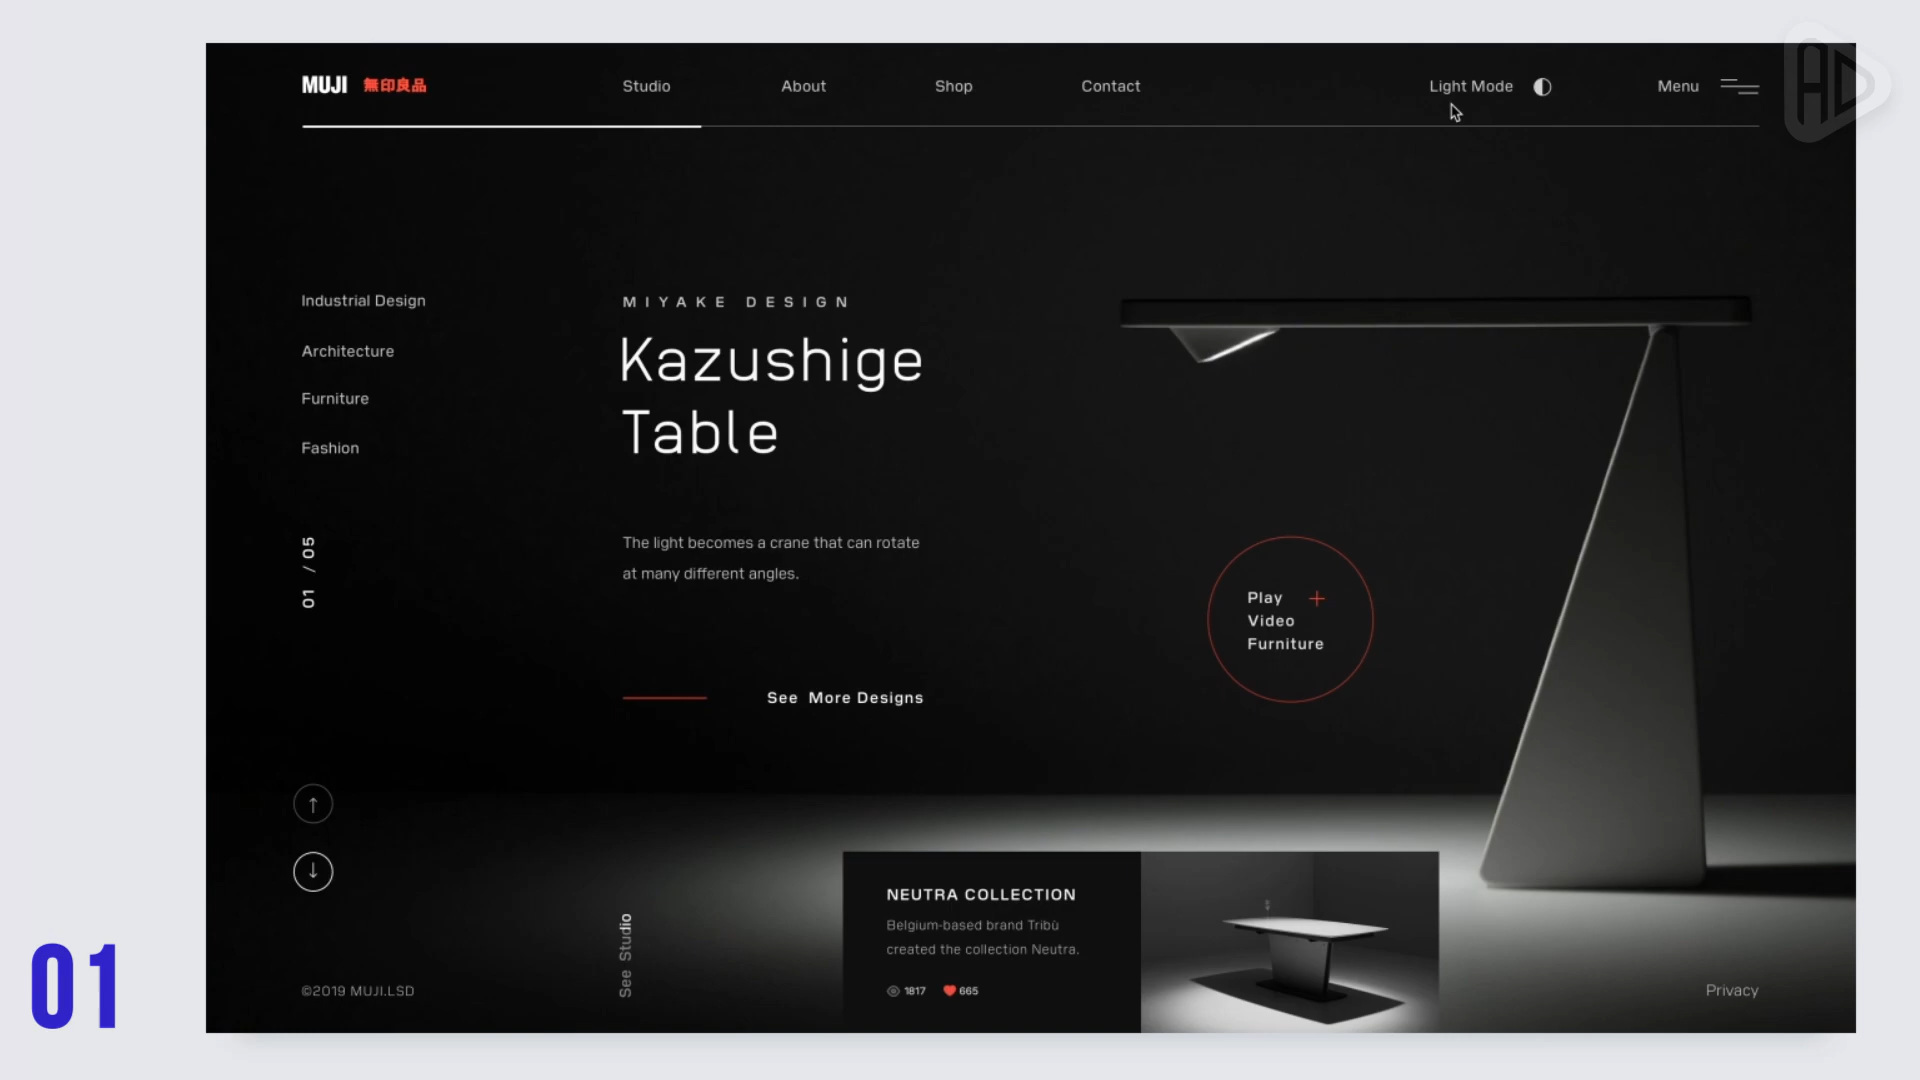 MUJI 無印良品
Studio
About
Shop
Contact
Light Mode
Menu
AD
Industrial Design
Architecture
Furniture
Fashion
01 / 05
MIYAKE DESIGN
Kazushige
Table
The light becomes a crane that can rotate
at many different angles.
See More Designs
Play +
Video
Furniture
See Studio
NEUTRA COLLECTION
Belgium-based brand Tribù
created the collection Neutra.
1817
665
©2019 MUJI.LSD
Privacy
01